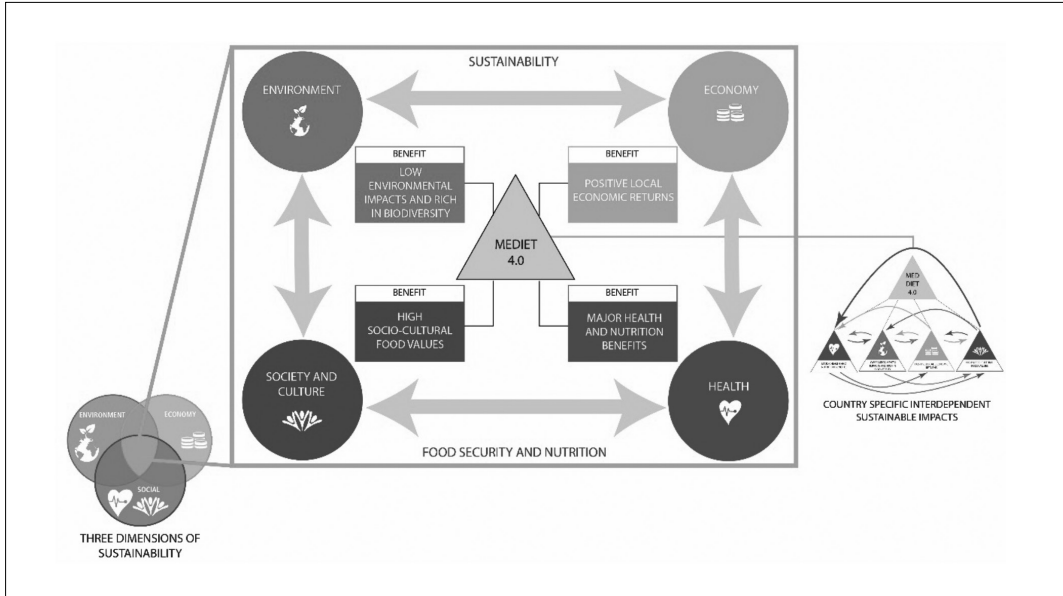 SUSTAINABILITY
ENVIRONMENT
ECONOMY
BENEFIT
LOW
ENVIRONMENTAL
IMPACTS AND RICH
IN BIODIVERSITY
BENEFIT
POSITIVE LOCAL
ECONOMIC RETURNS
MEDIET
4.0
BENEFIT
HIGH
SOCIO-CULTURAL
FOOD VALUES
BENEFIT
MAJOR HEALTH
AND NUTRITION
BENEFITS
SOCIETY AND
CULTURE
HEALTH
FOOD SECURITY AND NUTRITION
MED
DIET
4.0
COUNTRY SPECIFIC INTERDEPENDENT
SUSTAINABLE IMPACTS
ENVIRONMENT
ECONOMY
SOCIAL
THREE DIMENSIONS OF
SUSTAINABILITY